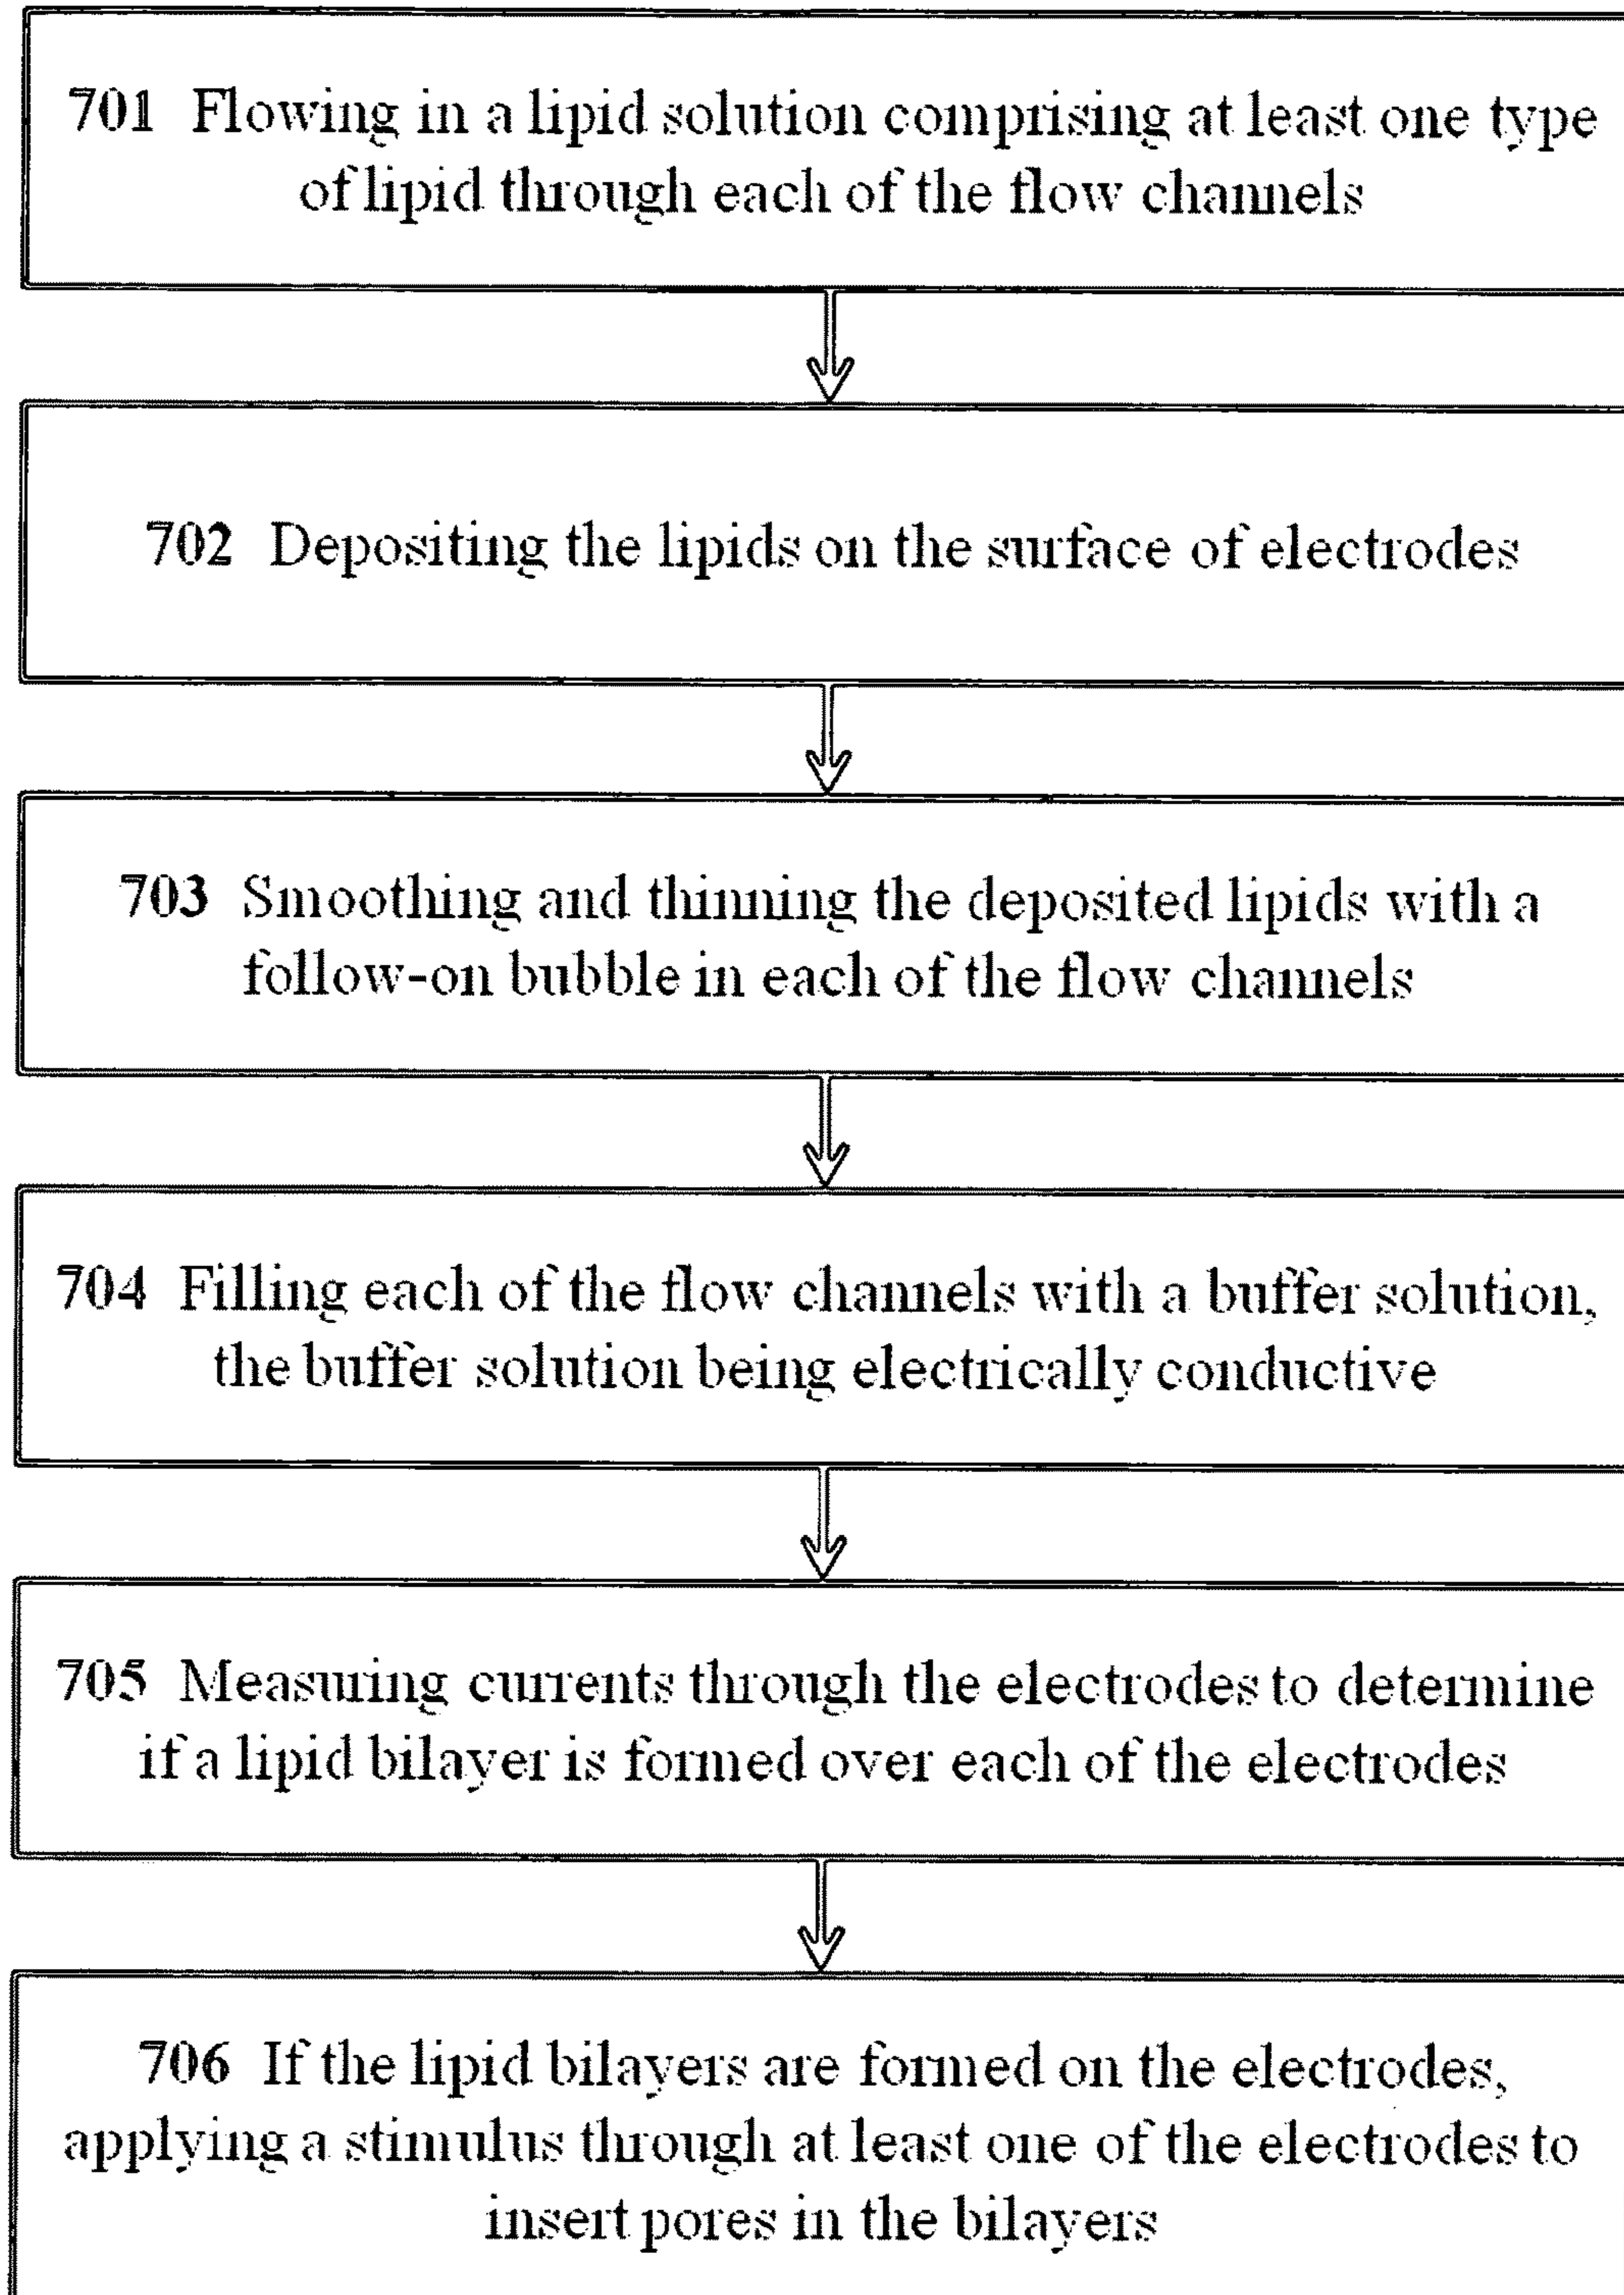 701 Flowing in a lipid solution comprising at least one type
of lipid through each of the flow channels
702 Depositing the lipids on the surface of electrodes
703 Smoothing and thinning the deposited lipids with a
follow-on bubble in each of the flow channels
704 Filling each of the flow channels with a buffer solution,
the buffer solution being electrically conductive
705 Measuring currents through the electrodes to determine
if a lipid bilayer is formed over each of the electrodes
706 If the lipid bilayers are formed on the electrodes,
applying a stimulus through at least one of the electrodes to
insert pores in the bilayers